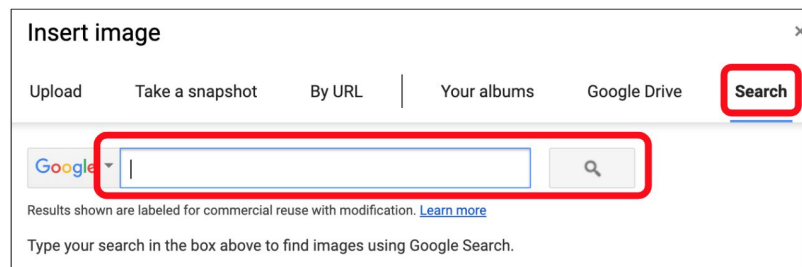 Insert image
Upload Take a snapshot By URL Your albums Google Drive Search
Google
Results shown are labeled for commercial reuse with modification. Learn more
Type your search in the box above to find images using Google Search.